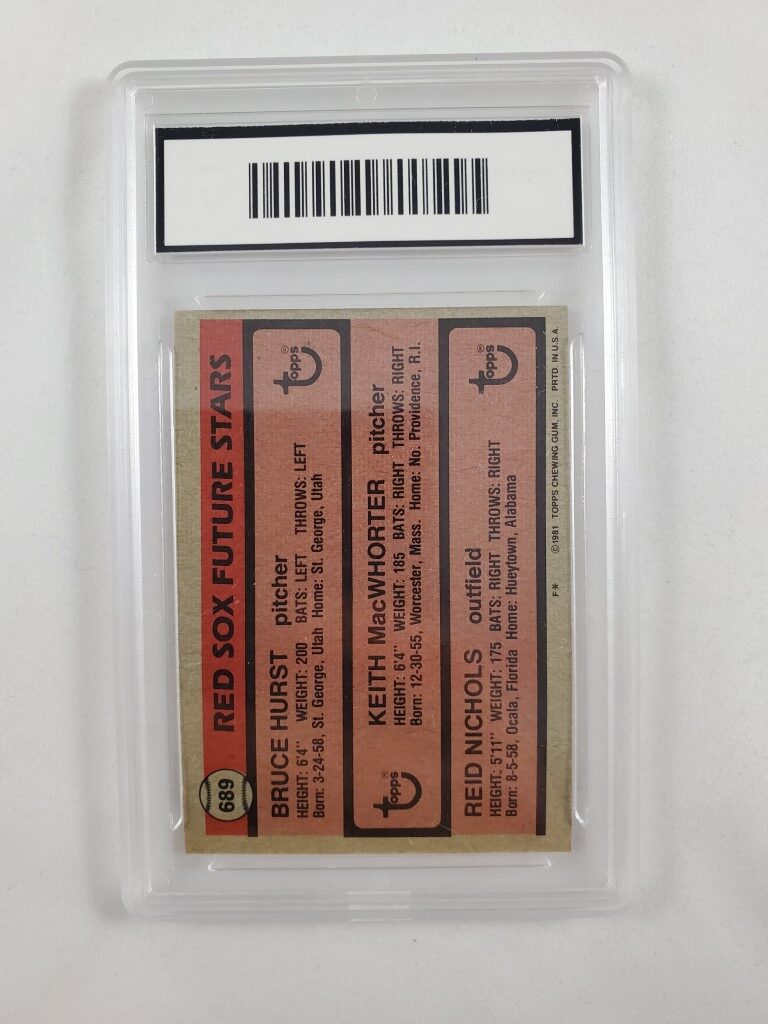 689
RED SOX FUTURE STARS
BRUCE HURST pitcher
HEIGHT: 6'4" WEIGHT: 200 BATS: LEFT THROWS: LEFT
Born: 3-24-58, St. George, Utah Home: St. George, Utah
topps®
topps®
KEITH MacWHORTER pitcher
HEIGHT: 6'4" WEIGHT: 185 BATS: RIGHT THROWS: RIGHT
Born: 12-30-55, Worcester, Mass. Home: No. Providence, R.I.
REID NICHOLS outfield
HEIGHT: 5'11" WEIGHT: 175 BATS: RIGHT THROWS: RIGHT
Born: 8-5-58, Ocala, Florida Home: Hueytown, Alabama
topps®
F* ©1981 TOPPS CHEWING GUM, INC. PRTD. IN U.S.A.